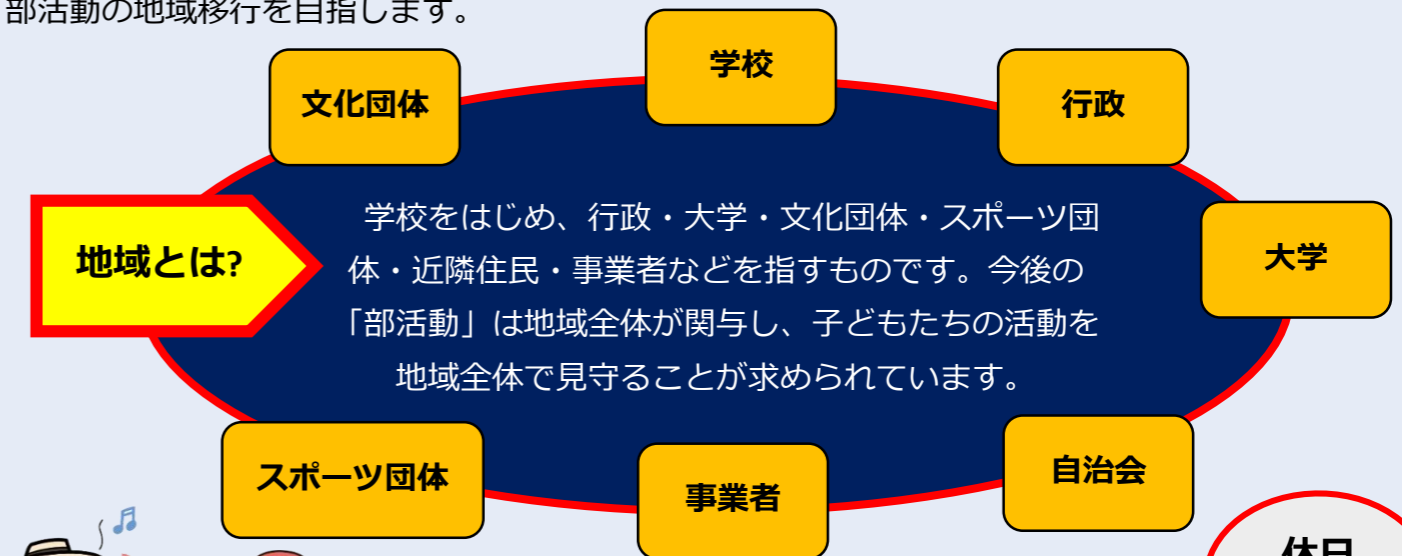 部活動の地域移行を目指します。
学校
文化団体
行政
地域とは?
学校をはじめ、行政・大学・文化団体・スポーツ団
体・近隣住民・事業者などを指すものです。今後の
「部活動」は地域全体が関与し、子どもたちの活動を
地域全体で見守ることが求められています。
大学
スポーツ団体
事業者
自治会
休日